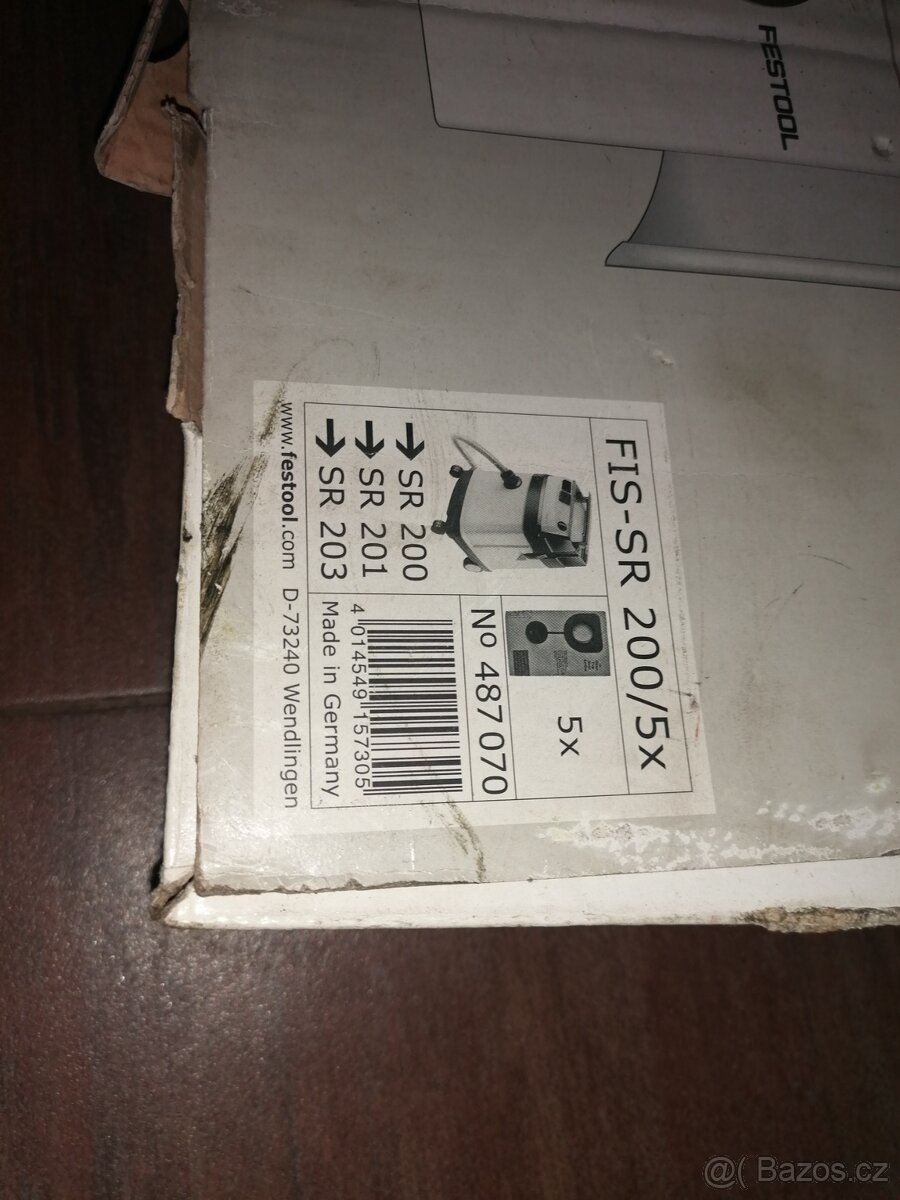 FESTOOL
FIS-SR 200/5x
5x
→ SR 200
→ SR 201
→ SR 203
Nº 487 070
4 014549 157305
Made in Germany
www.festool.com D-73240 Wendlingen
@( Bazos.cz